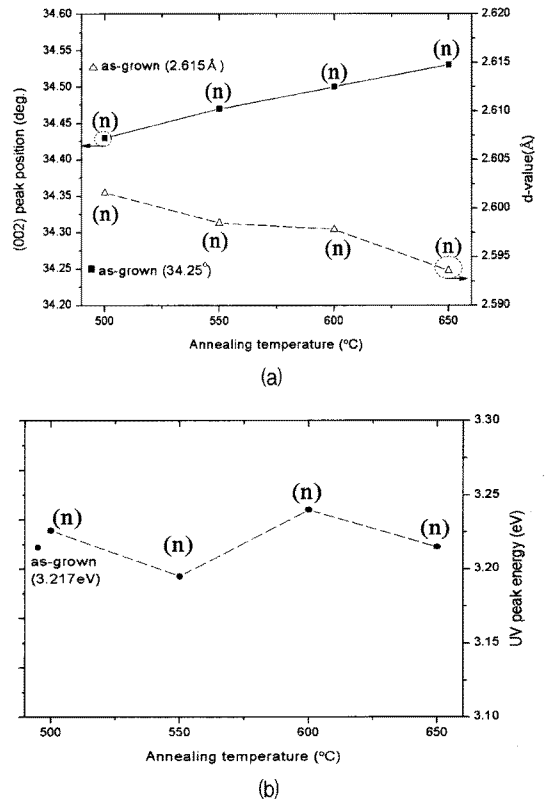 34.60
34.55
34.50
34.45
34.40
34.35
34.30
34.25
34.20
(002) peak position (deg.)
as-grown (2.615Å)
(n)
(n)
(n)
(n)
(n)
(n)
(n)
(n)
as-grown (34.25°)
2.620
2.615
2.610
2.605
2.600
2.595
2.590
d-value(Å)
500
550
600
650
Annealing temperature (ºC)
(a)
(n)
(n)
(n)
(n)
as-grown
(3.217eV)
3.30
3.25
3.20
3.15
3.10
UV peak energy (eV)
500
550
600
650
Annealing temperature (ºC)
(b)